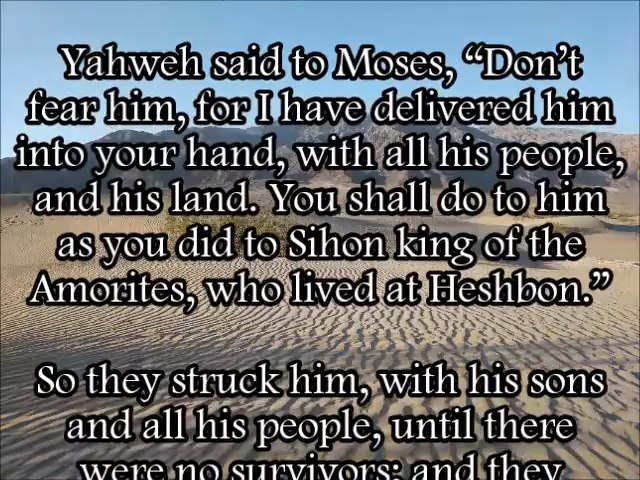 Yahweh said to Moses, “Don’t
fear him, for I have delivered him
into your hand, with all his people,
and his land. You shall do to him
as you did to Sihon king of the
Amorites, who lived at Heshbon.”
So they struck him, with his sons
and all his people, until there
were no survivors; and they